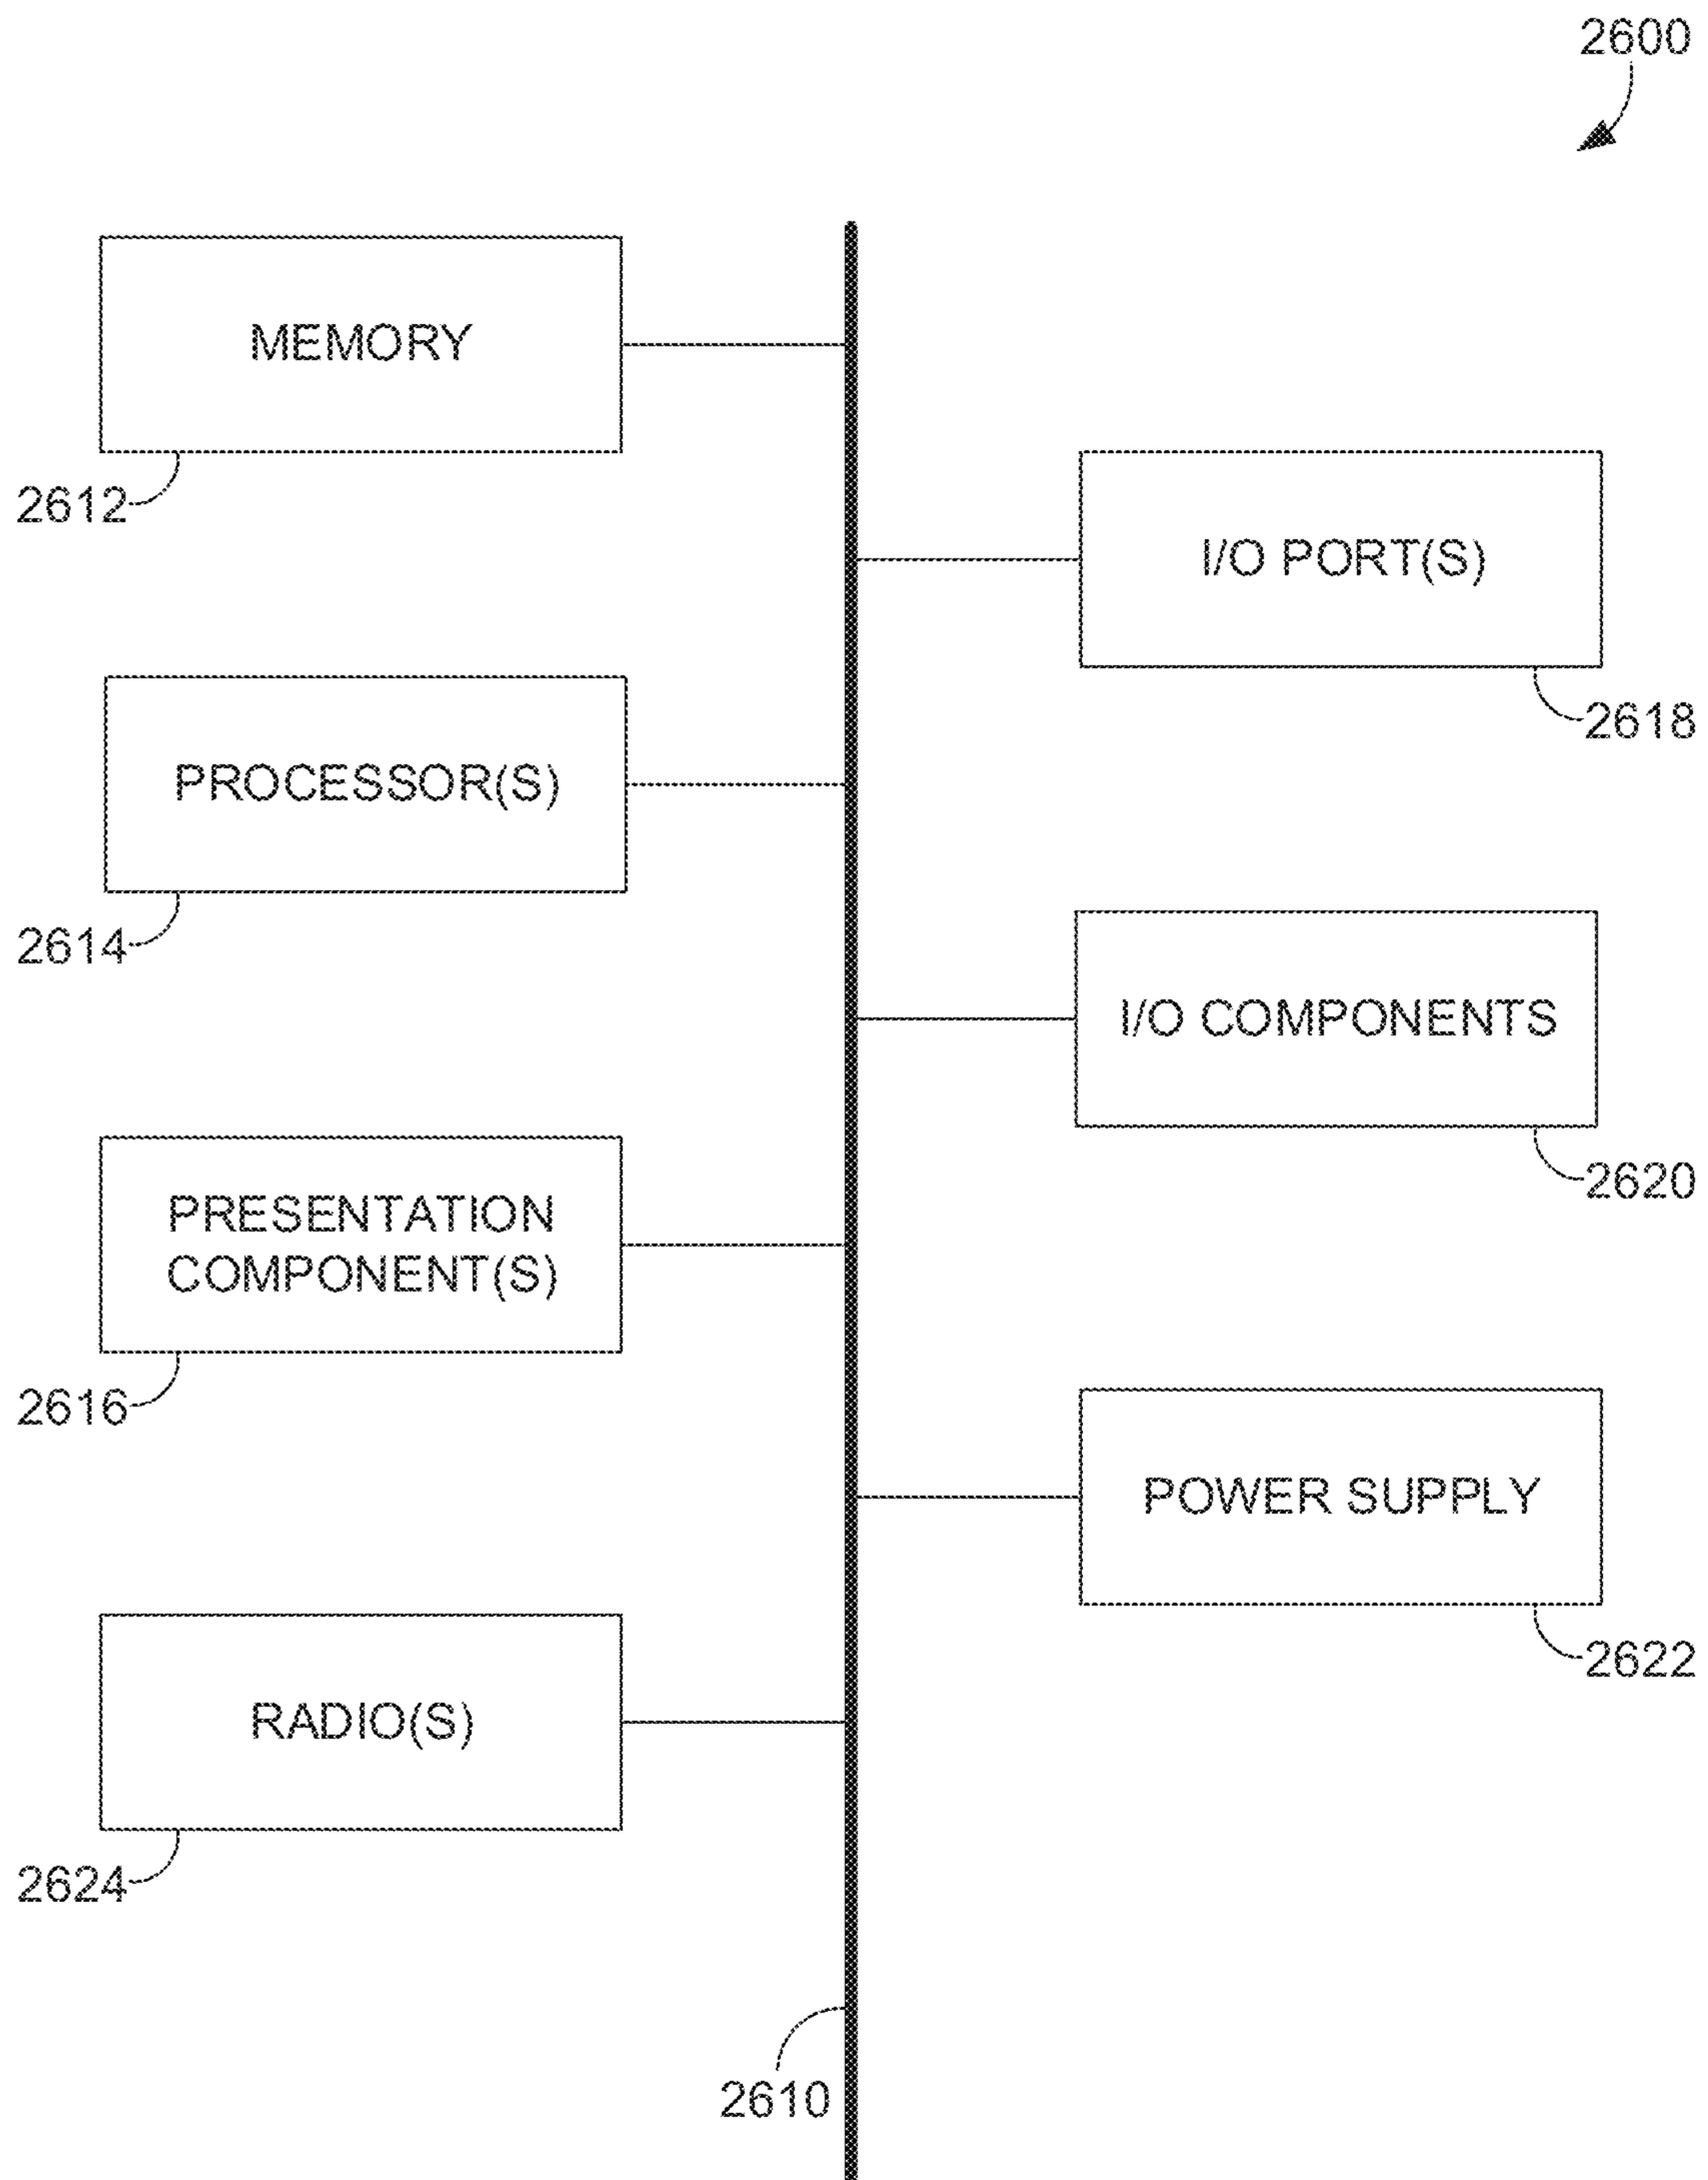 2600
MEMORY
2612
I/O PORT(S)
2618
PROCESSOR(S)
2614
I/O COMPONENTS
2620
PRESENTATION
COMPONENT(S)
2616
POWER SUPPLY
2622
RADIO(S)
2624
2610